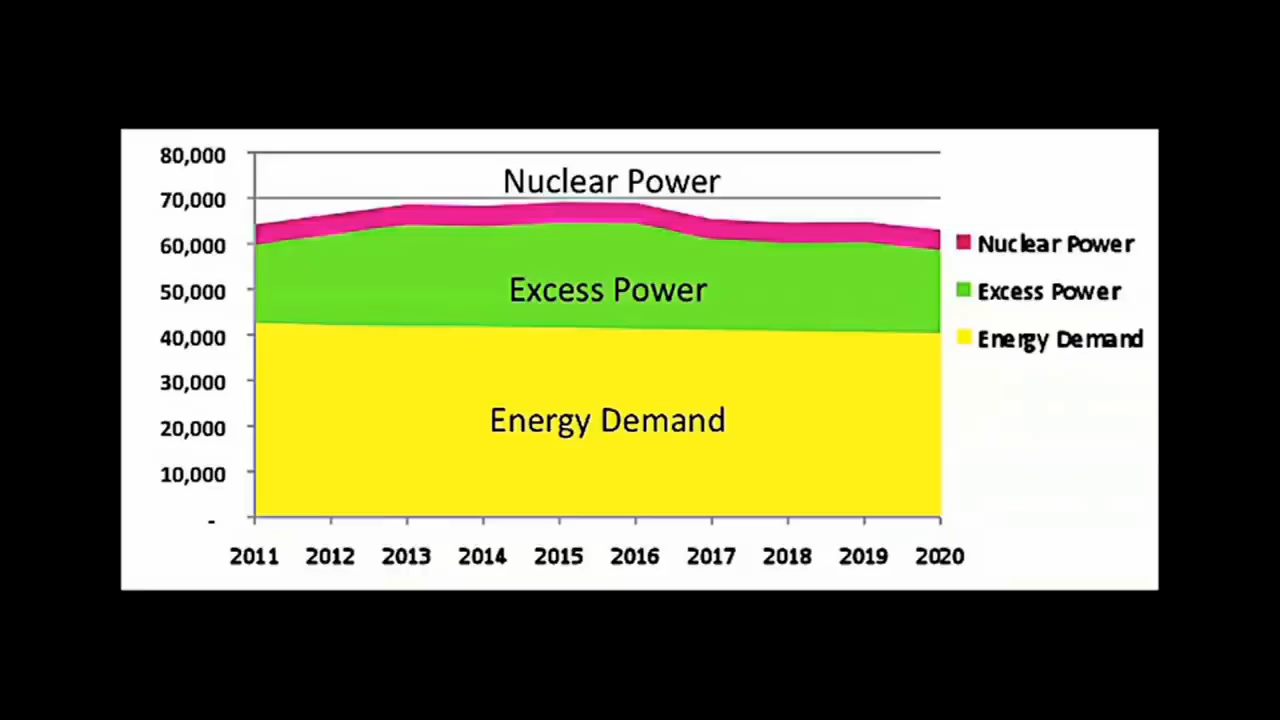 80,000
70,000
60,000
50,000
40,000
30,000
20,000
10,000
-
Nuclear Power
Excess Power
Energy Demand
2011 2012 2013 2014 2015 2016 2017 2018 2019 2020
Nuclear Power
Excess Power
Energy Demand